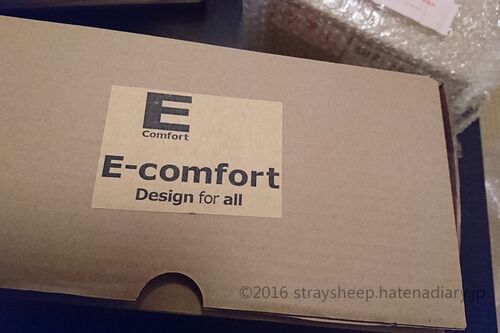 E
Comfort
E-comfort
Design for all
©2016 straysheep.hatenadiary.jp